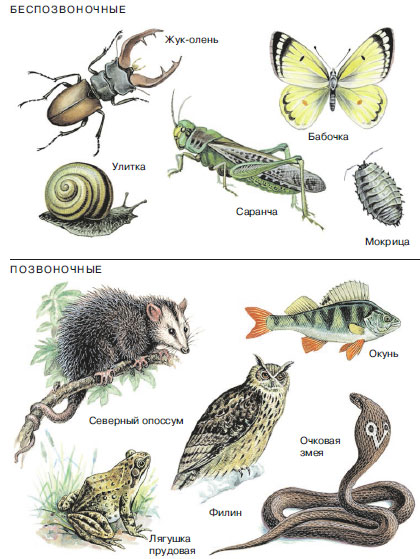 БЕСПОЗВОНОЧНЫЕ
Жук-олень
Бабочка
Улитка
Саранча
Мокрица
ПОЗВОНОЧНЫЕ
Окунь
Северный опоссум
Очковая
змея
Филин
Лягушка
прудовая